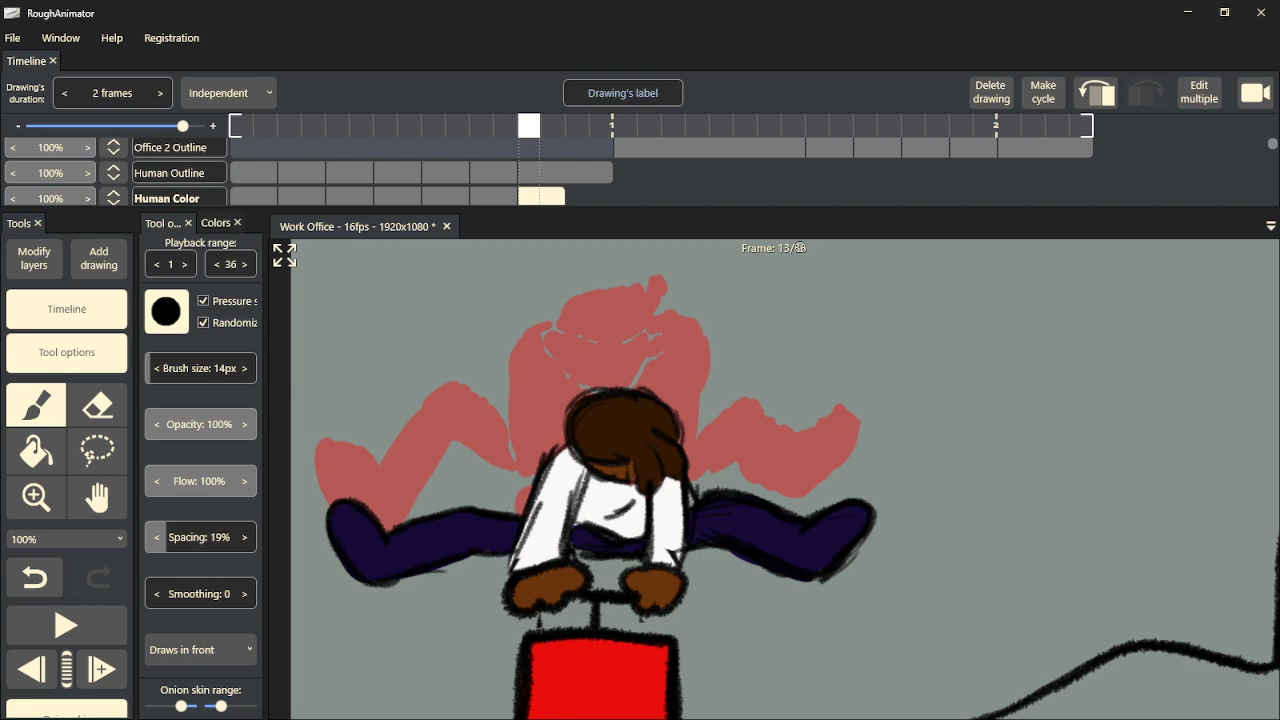 RoughAnimator
File Window Help Registration
Timeline
Drawing's duration: < 2 frames > Independent Drawing's label Delete drawing Make cycle Edit multiple
- + 1 2
< 100% > Office 2 Outline
< 100% > Human Outline
< 100% > Human Color
Tools Tool o... Colors Work Office - 16fps - 1920x1080 *
Modify layers Add drawing
Timeline
Tool options
100%
Playback range:
< 1 > < 36 >
Pressure s
Randomiz
< Brush size: 14px >
< Opacity: 100% >
< Flow: 100% >
< Spacing: 19% >
< Smoothing: 0 >
Draws in front
Onion skin range:
Frame: 13/